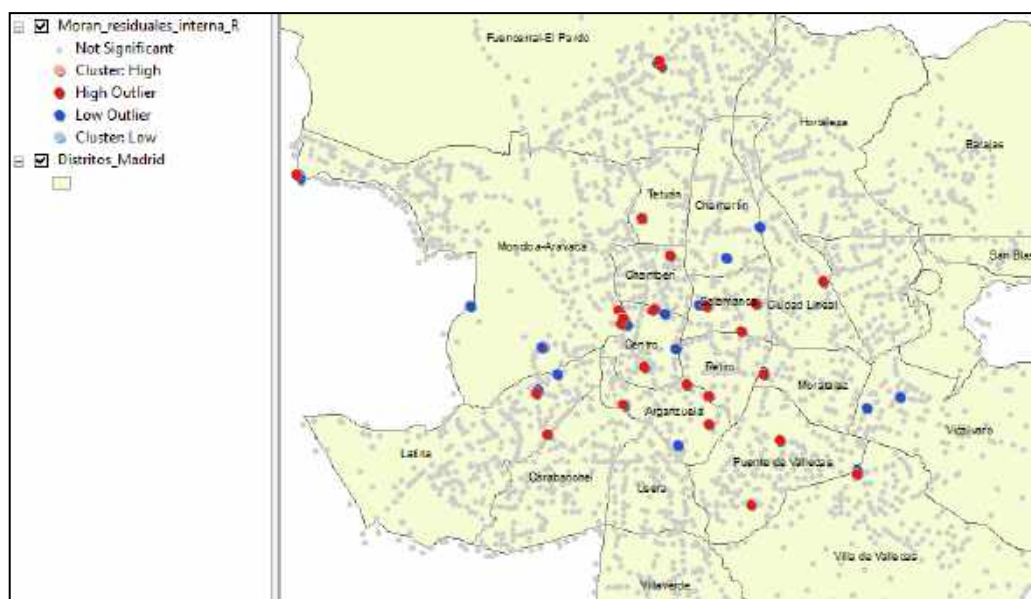 Moran_residuales_interna_R
Not Significant
Cluster: High
High Outlier
Low Outlier
Cluster: Low
Distritos_Madrid
Fuencarral-El Pardo
Hortaleza
Barajas
Tetuán
Chamartín
Moncloa-Aravaca
San Blas
Chamberí
Salamanca
Ciudad Lineal
Centro
Retiro
Moratalaz
Arganzuela
Vicálvaro
Latina
Puente de Vallecas
Carabanchel
Usera
Villa de Vallecas
Villaverde